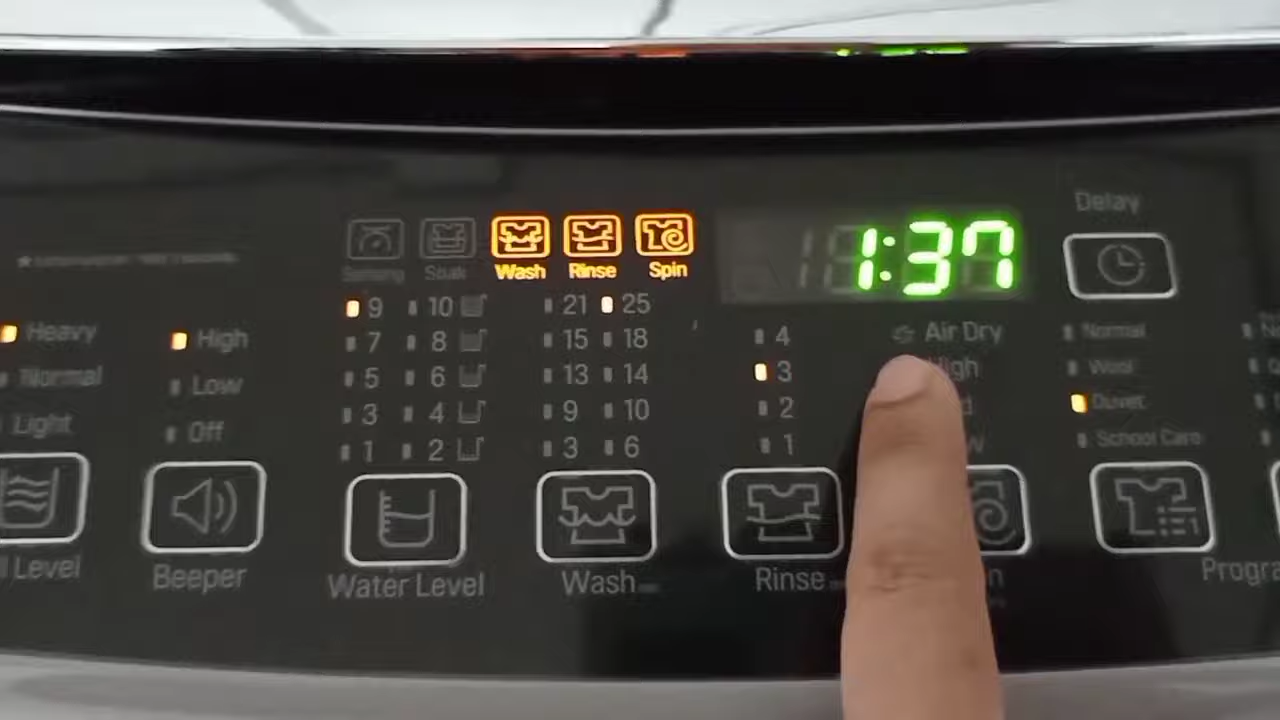 Delay
1:37
Wash Rinse Spin
Soak
9 10
7 8
5 6
3 4
1 2
21 25
15 18
13 14
9 10
3 6
4
3
2
1
Air Dry
Heavy
Normal
Light
High
Low
Off
Normal
Wool
Duvet
School Care
Level
Beeper
Water Level
Wash
Rinse